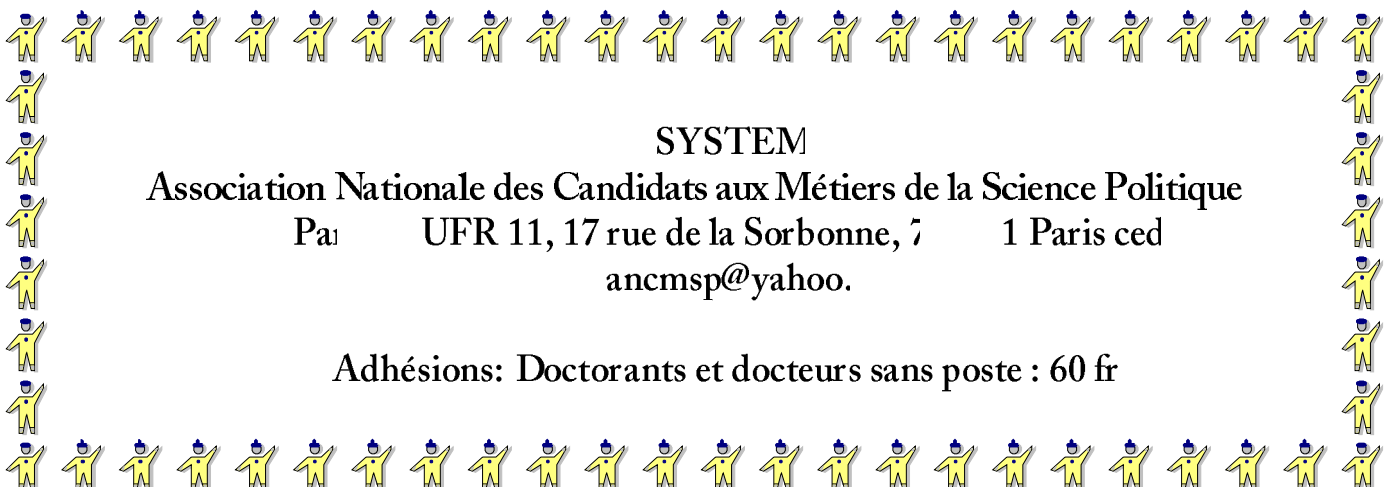 SYSTEM
Association Nationale des Candidats aux Métiers de la Science Politique
UFR 11, 17 rue de la Sorbonne, 1 Paris
ancmsp@yahoo.
Adhésions: Doctorants et docteurs sans poste : 60 fr